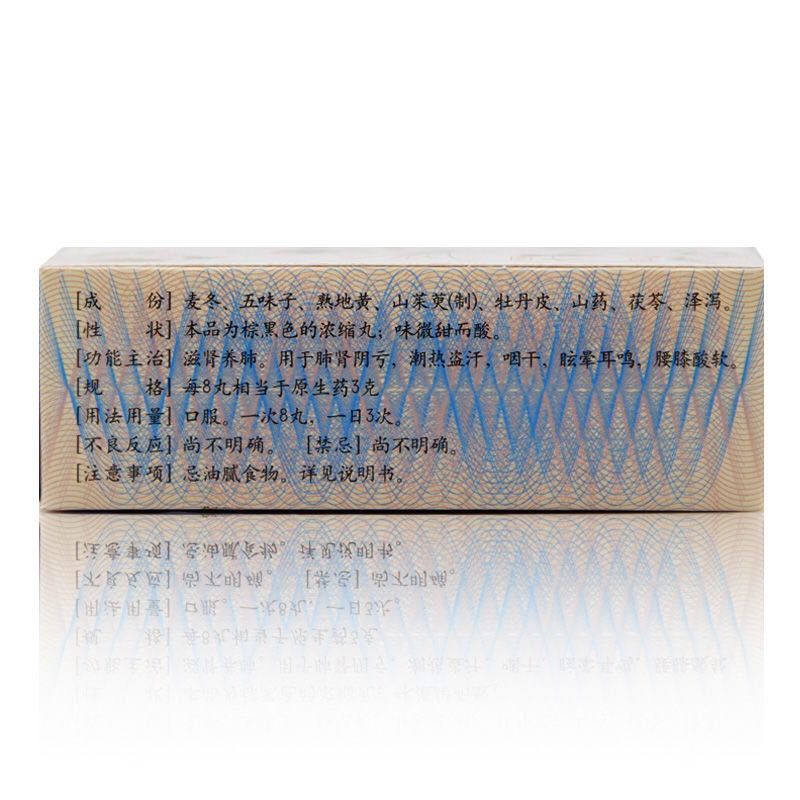 [成 份] 麦冬、五味子、熟地黄、山茱萸(制)、牡丹皮、山药、茯苓、泽泻。
[性 状] 本品为棕黑色的浓缩丸；味微甜而酸。
[功能主治] 滋肾养肺。用于肺肾阴亏，潮热盗汗，咽干，眩晕耳鸣，腰膝酸软。
[规 格] 每8丸相当于原生药3克
[用法用量] 口服。一次8丸，一日3次。
[不良反应] 尚不明确。 [禁忌] 尚不明确。
[注意事项] 忌油腻食物。详见说明书。